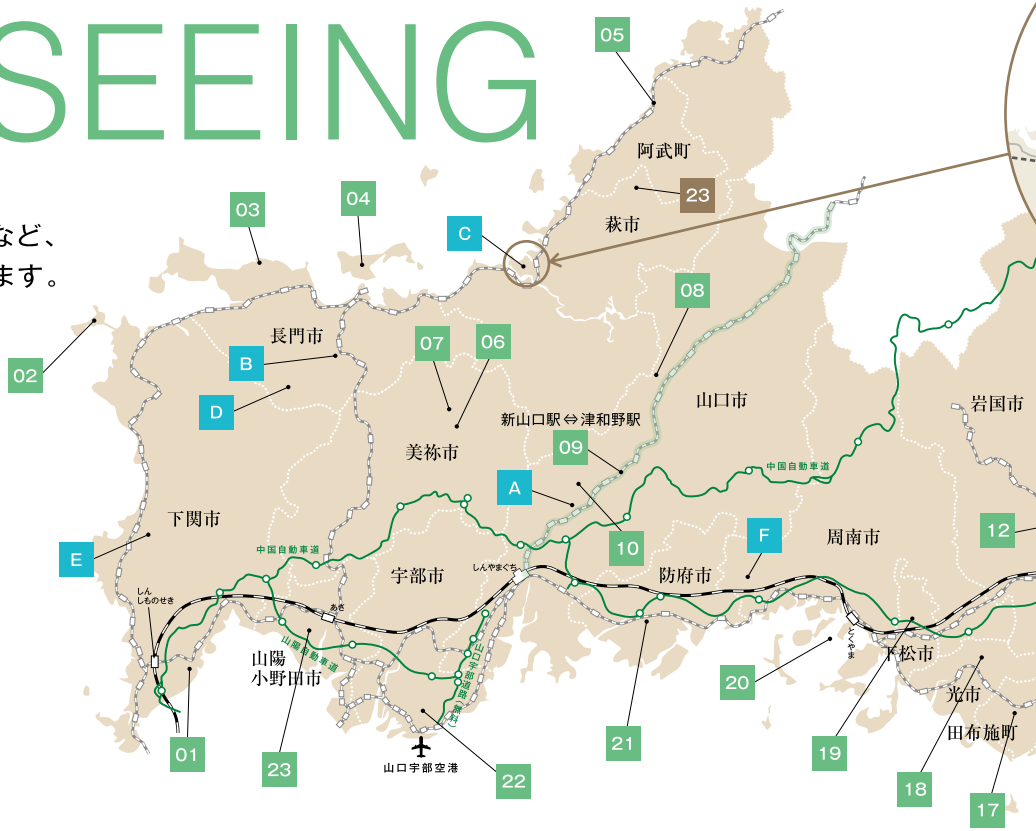 SEEING
など、
ます。
05
阿武町
23
萩市
03
04
C
02
長門市
B
D
07
06
08
新山口駅⇔津和野駅
09
山口市
岩国市
美祢市
A
10
中国自動車道
12
下関市
E
中国自動車道
宇部市
しんやまぐち
防府市
F
周南市
しん
しものせき
あさ
山陽
小野田市
山陽自動車道
山口宇部道路(無料)
とくやま
下松市
光市
田布施町
01
23
山口宇部空港
22
21
20
19
18
17